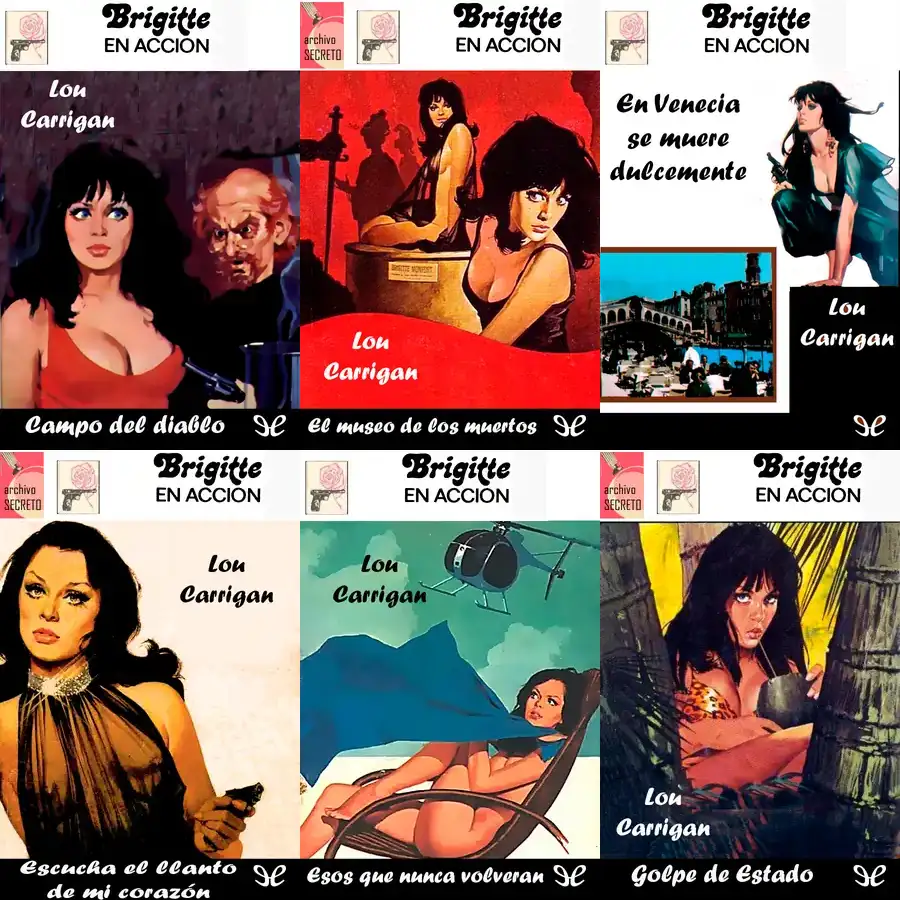 Brigitte
EN ACCION
Lou
Carrigan
Campo del diablo
archivo
SECRETO
Brigitte
EN ACCION
BRIGITTE MONFORT
Lou
Carrigan
El museo de los muertos
Brigitte
EN ACCION
En Venecia
se muere
dulcemente
Lou
Carrigan
archivo
SECRETO
Brigitte
EN ACCION
Lou
Carrigan
Escucha el llanto
de mi corazón
Brigitte
EN ACCION
Lou
Carrigan
Esos que nunca volveran
archivo
SECRETO
Brigitte
EN ACCION
Lou
Carrigan
Golpe de Estado